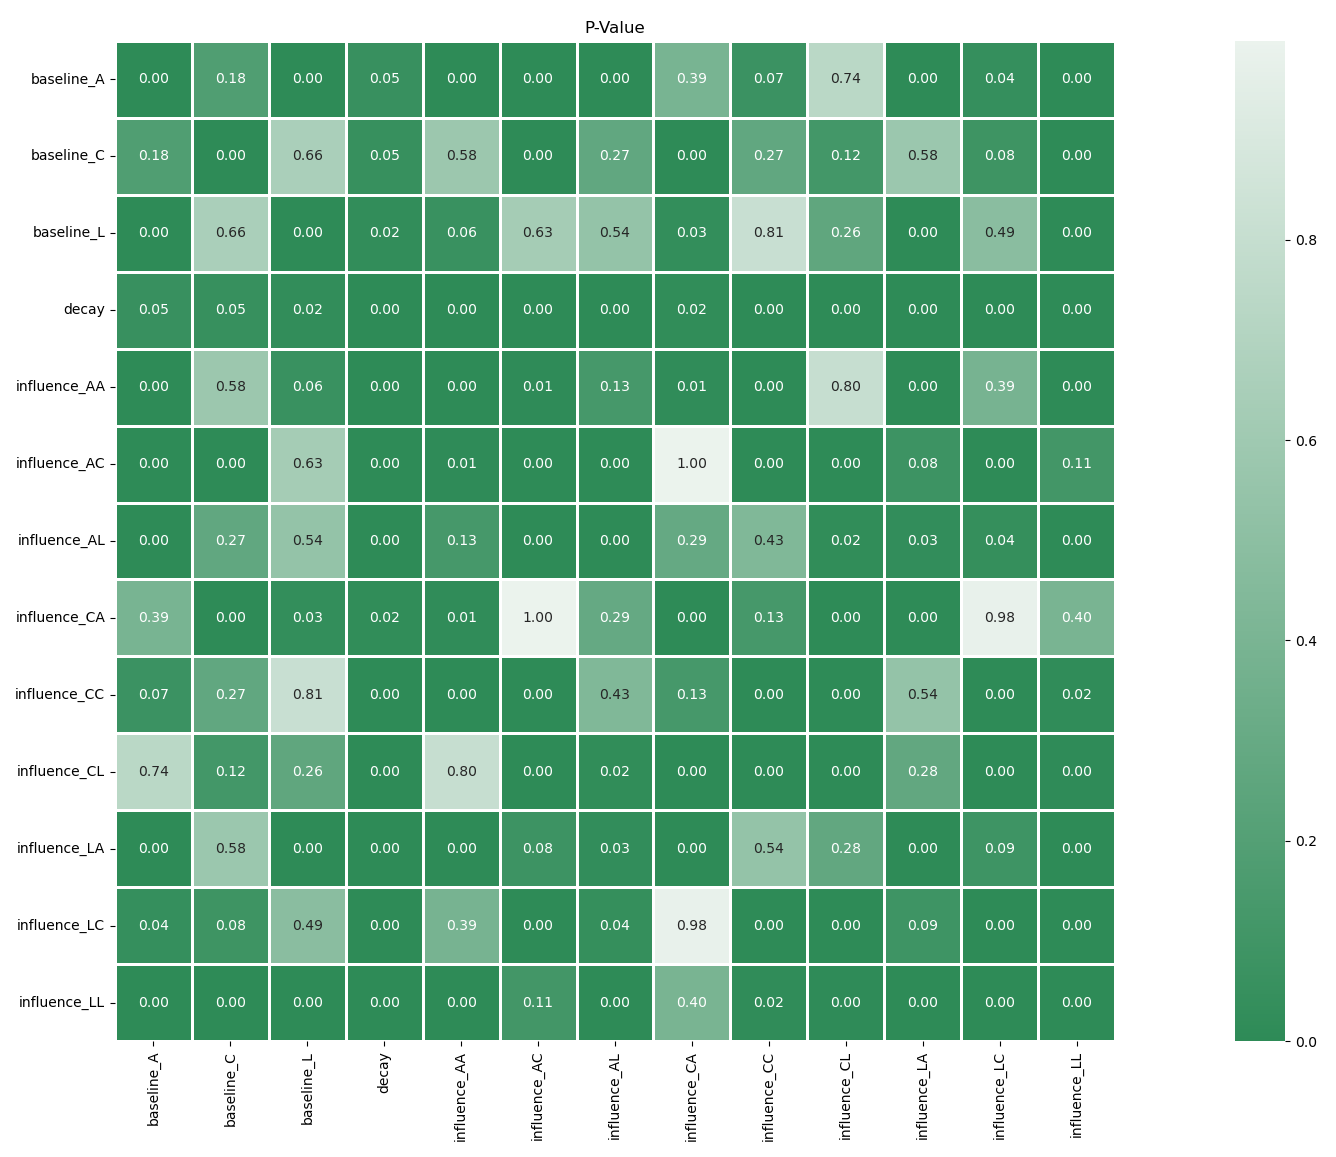 P-Value
baseline_A 0.00 0.18 0.00 0.05 0.00 0.00 0.00 0.39 0.07 0.74 0.00 0.04 0.00
baseline_C 0.18 0.00 0.66 0.05 0.58 0.00 0.27 0.00 0.27 0.12 0.58 0.08 0.00
baseline_L 0.00 0.66 0.00 0.02 0.06 0.63 0.54 0.03 0.81 0.26 0.00 0.49 0.00
decay 0.05 0.05 0.02 0.00 0.00 0.00 0.00 0.02 0.00 0.00 0.00 0.00 0.00
influence_AA 0.00 0.58 0.06 0.00 0.00 0.01 0.13 0.01 0.00 0.80 0.00 0.39 0.00
influence_AC 0.00 0.00 0.63 0.00 0.01 0.00 0.00 1.00 0.00 0.00 0.08 0.00 0.11
influence_AL 0.00 0.27 0.54 0.00 0.13 0.00 0.00 0.29 0.43 0.02 0.03 0.04 0.00
influence_CA 0.39 0.00 0.03 0.02 0.01 1.00 0.29 0.00 0.13 0.00 0.00 0.98 0.40
influence_CC 0.07 0.27 0.81 0.00 0.00 0.00 0.43 0.13 0.00 0.00 0.54 0.00 0.02
influence_CL 0.74 0.12 0.26 0.00 0.80 0.00 0.02 0.00 0.00 0.00 0.28 0.00 0.00
influence_LA 0.00 0.58 0.00 0.00 0.00 0.08 0.03 0.00 0.54 0.28 0.00 0.09 0.00
influence_LC 0.04 0.08 0.49 0.00 0.39 0.00 0.04 0.98 0.00 0.00 0.09 0.00 0.00
influence_LL 0.00 0.00 0.00 0.00 0.00 0.11 0.00 0.40 0.02 0.00 0.00 0.00 0.00
baseline_A
baseline_C
baseline_L
decay
influence_AA
influence_AC
influence_AL
influence_CA
influence_CC
influence_CL
influence_LA
influence_LC
influence_LL
0.8
0.6
0.4
0.2
0.0